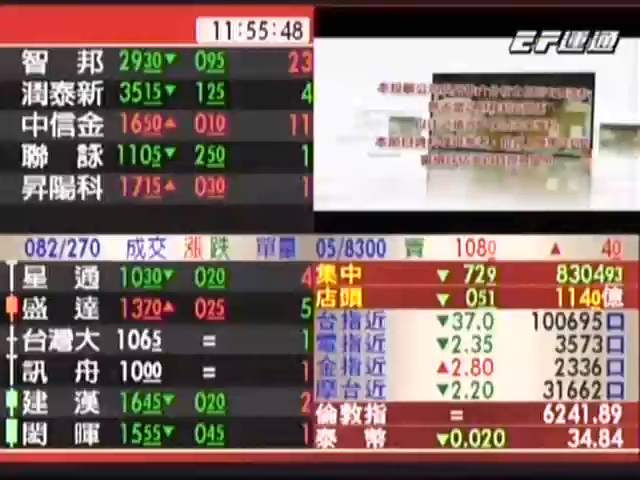 11:55:48
EF建通
智邦 2930▼ 095 23
潤泰新 3515▼ 125 4
中信金 1650▲ 010 11
聯詠 1105▼ 250 1
昇陽科 1715▲ 030 1
082/270 成交 漲跌 單量
星通 1030▼ 020 4
盛達 1370▲ 025 5
台灣大 1065 = 1
訊舟 1000 = 1
建漢 1645▼ 020 2
閎暉 1555▼ 045 1
05/8300 賣 1080 ▲ 40
集中 ▼ 729 830493
店頭 ▼ 051 1140億
台指近 ▼37.0 100695口
電指近 ▼2.35 3573口
金指近 ▲2.80 2336口
摩台近 ▼2.20 31662口
倫敦指 = 6241.89
泰幣 ▼0.020 34.84